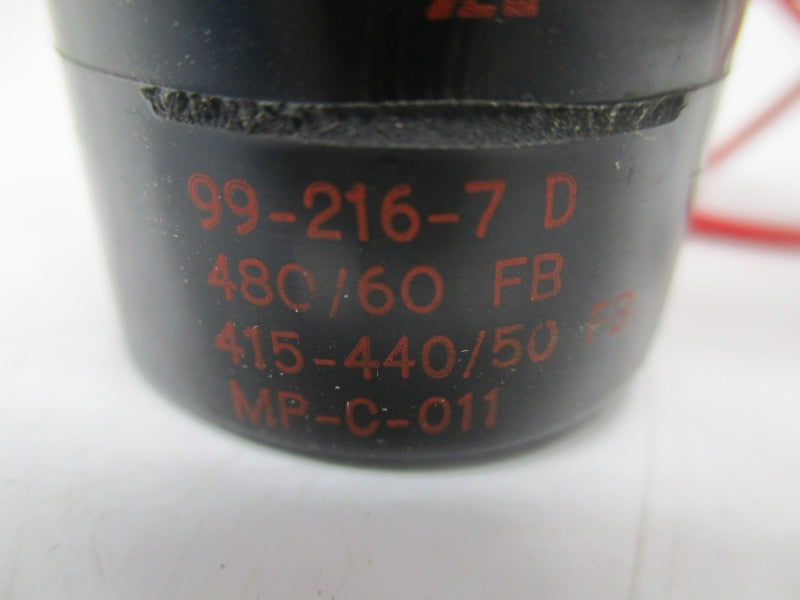 99-216-7 D
480/60 FB
415-440/50 FB
MP-C-011